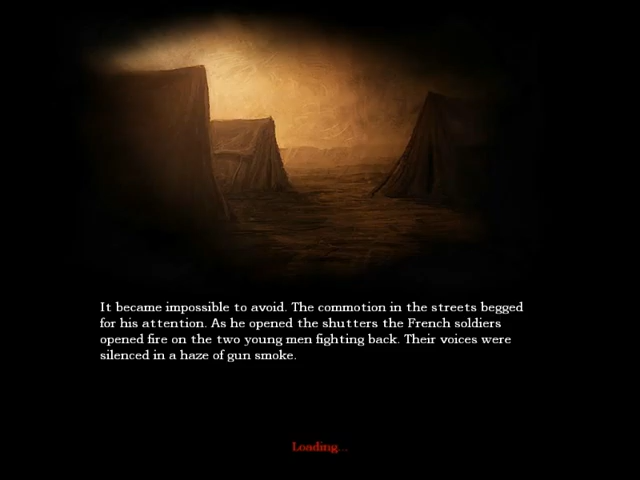 It became impossible to avoid. The commotion in the streets begged
for his attention. As he opened the shutters the French soldiers
opened fire on the two young men fighting back. Their voices were
silenced in a haze of gun smoke.
Loading...